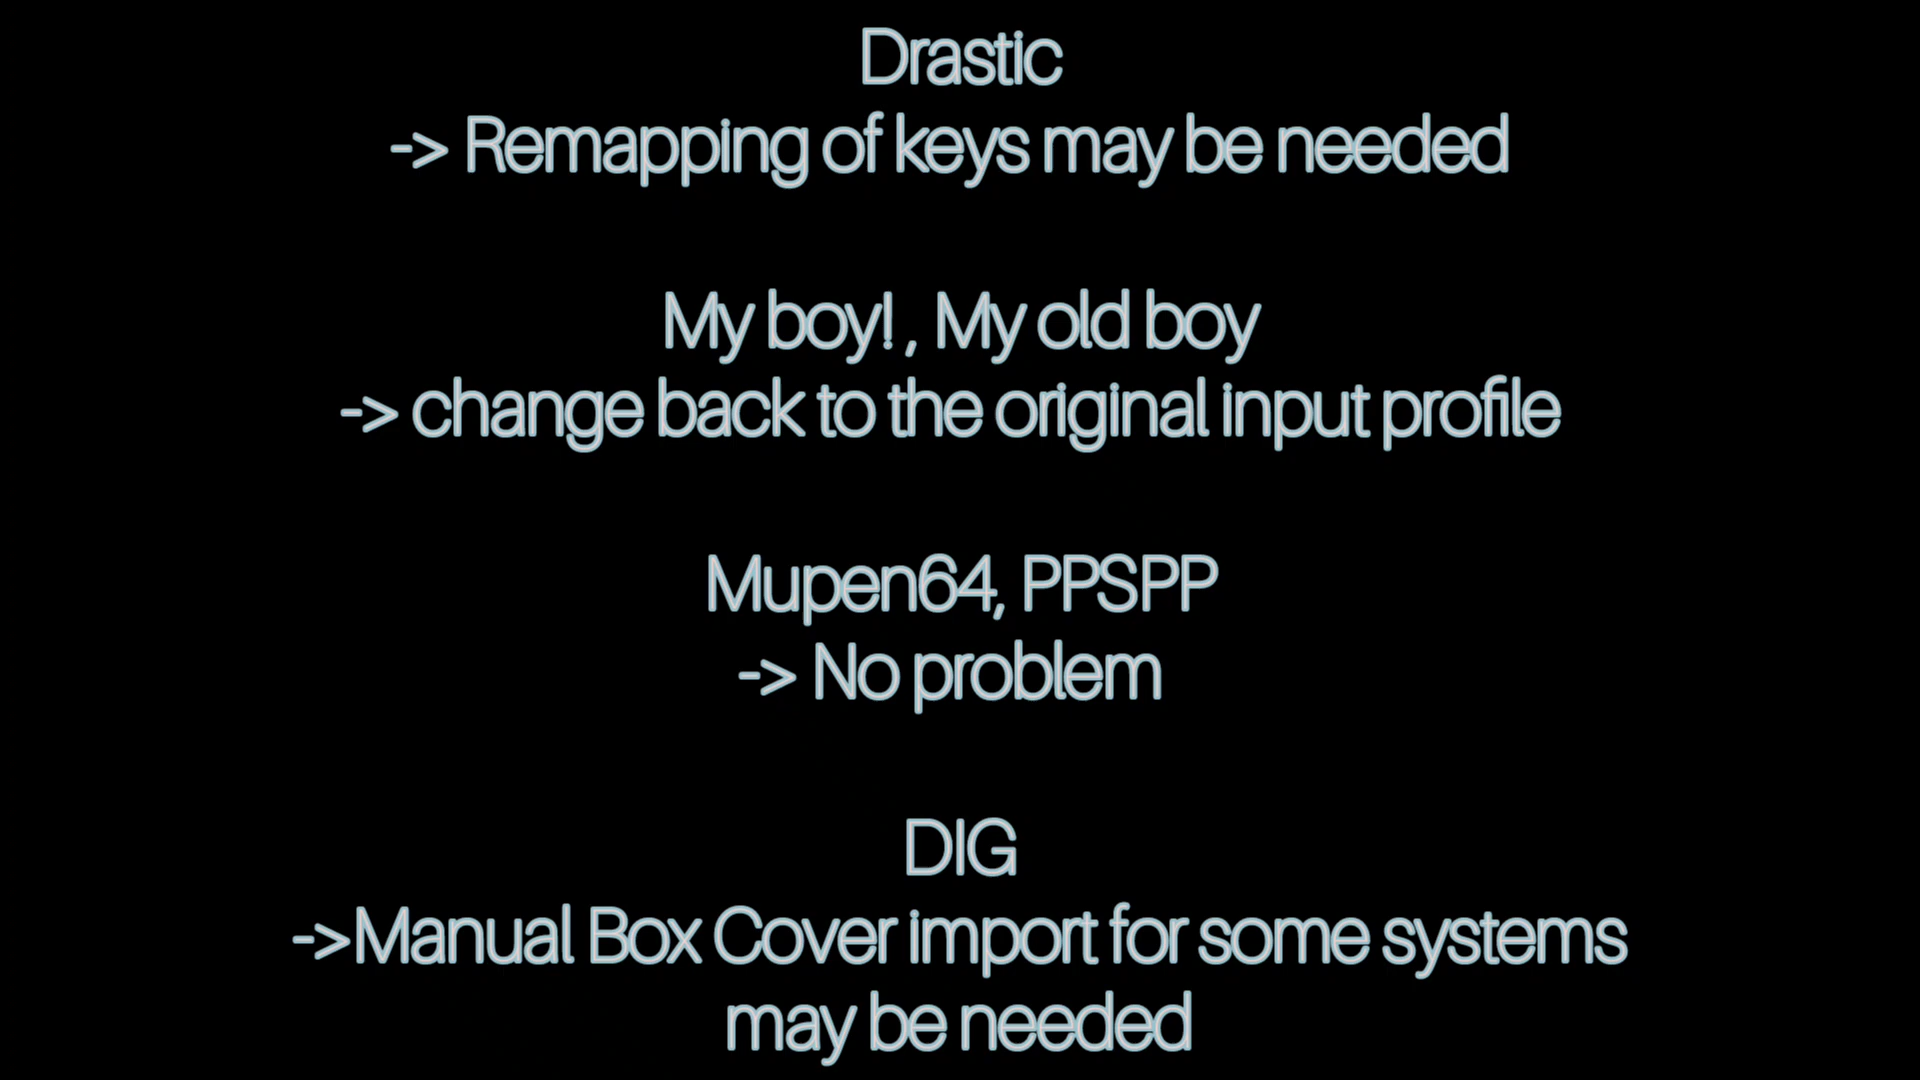 Drastic
-> Remapping of keys may be needed
My boy! , My old boy
-> change back to the original input profile
Mupen64, PPSPP
-> No problem
DIG
->Manual Box Cover import for some systems
may be needed